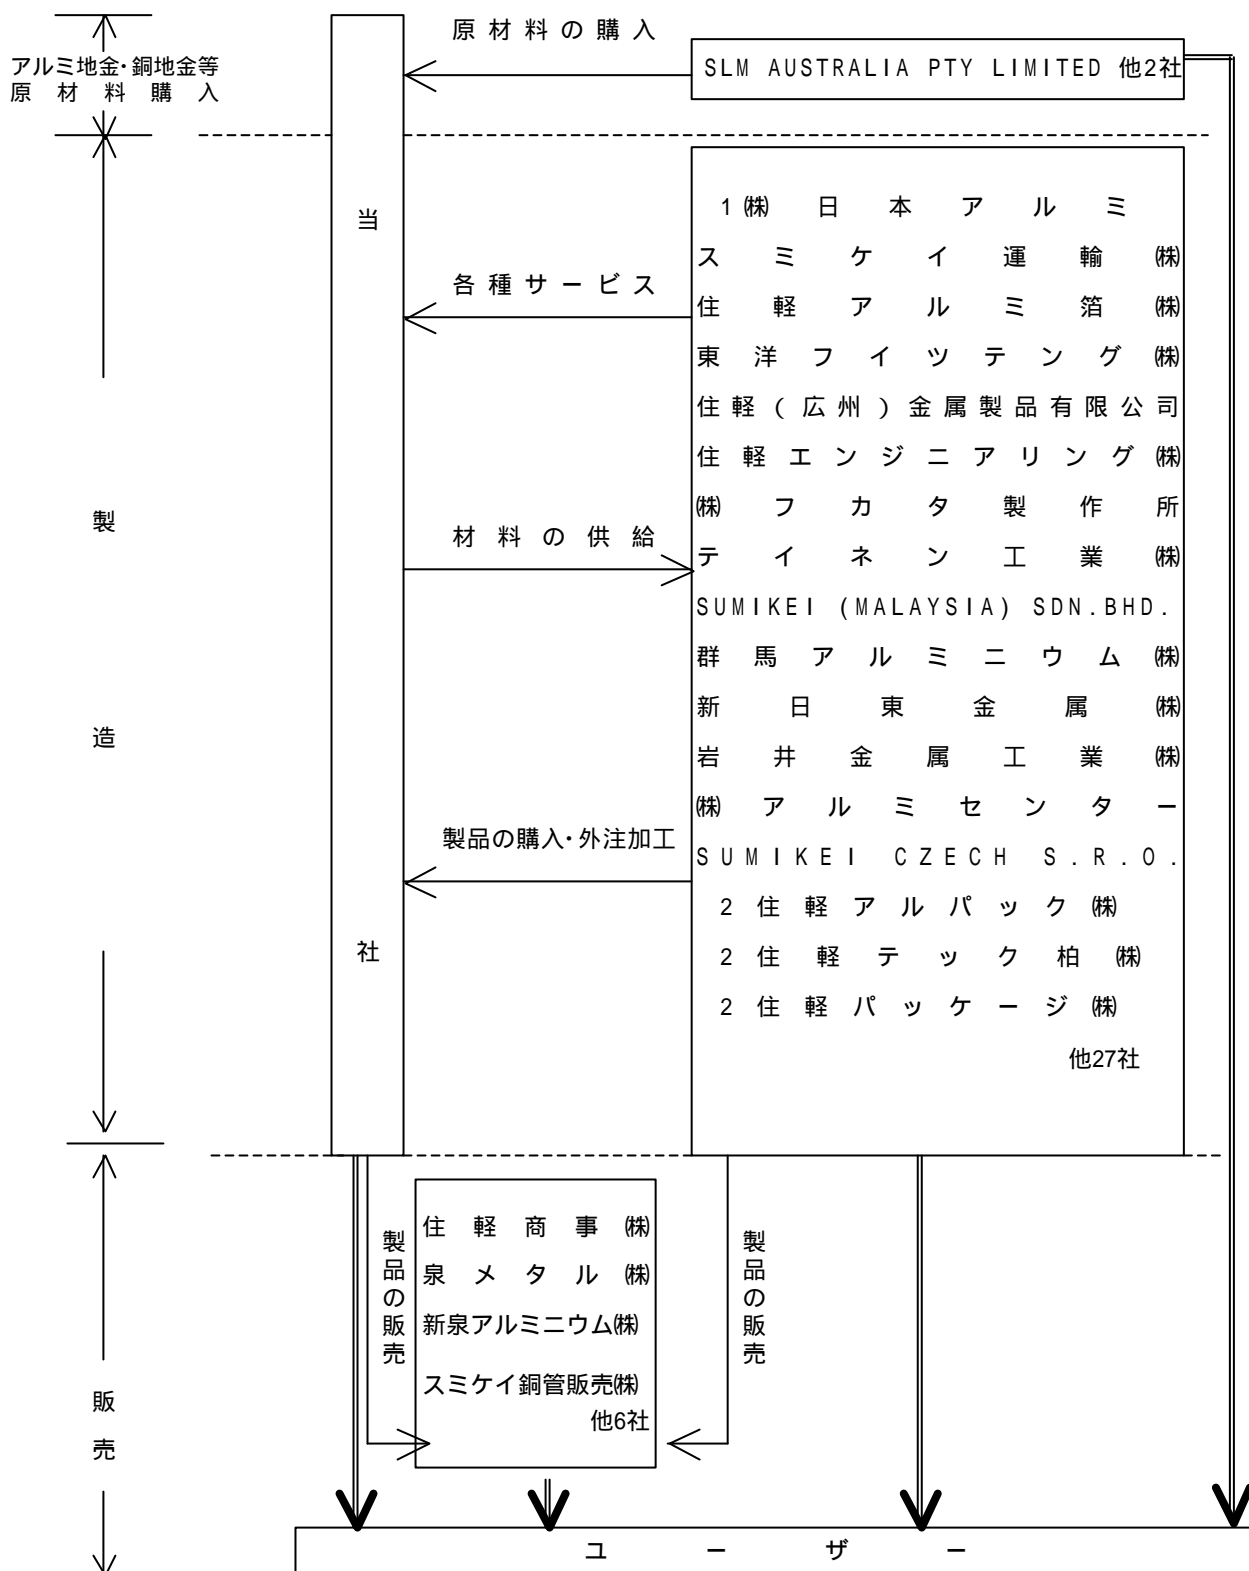 原材料の購入
アルミ地金・銅地金等
原材料購入
SLM AUSTRALIA PTY LIMITED 他2社
当社
製造
各種サービス
材料の供給
製品の購入・外注加工
1㈱日本アルミ
スミケイ運輸㈱
住軽アルミ箔㈱
東洋フイツテング㈱
住軽(広州)金属製品有限公司
住軽エンジニアリング㈱
㈱フカタ製作所
テイネン工業㈱
SUMIKEI (MALAYSIA) SDN.BHD.
群馬アルミニウム㈱
新日東金属㈱
岩井金属工業㈱
㈱アルミセンター
SUMIKEI CZECH S.R.O.
2住軽アルパック㈱
2住軽テック柏㈱
2住軽パッケージ㈱
他27社
販売
製品の販売
住軽商事㈱
泉メタル㈱
新泉アルミニウム㈱
スミケイ銅管販売㈱
他6社
製品の販売
ユーザー